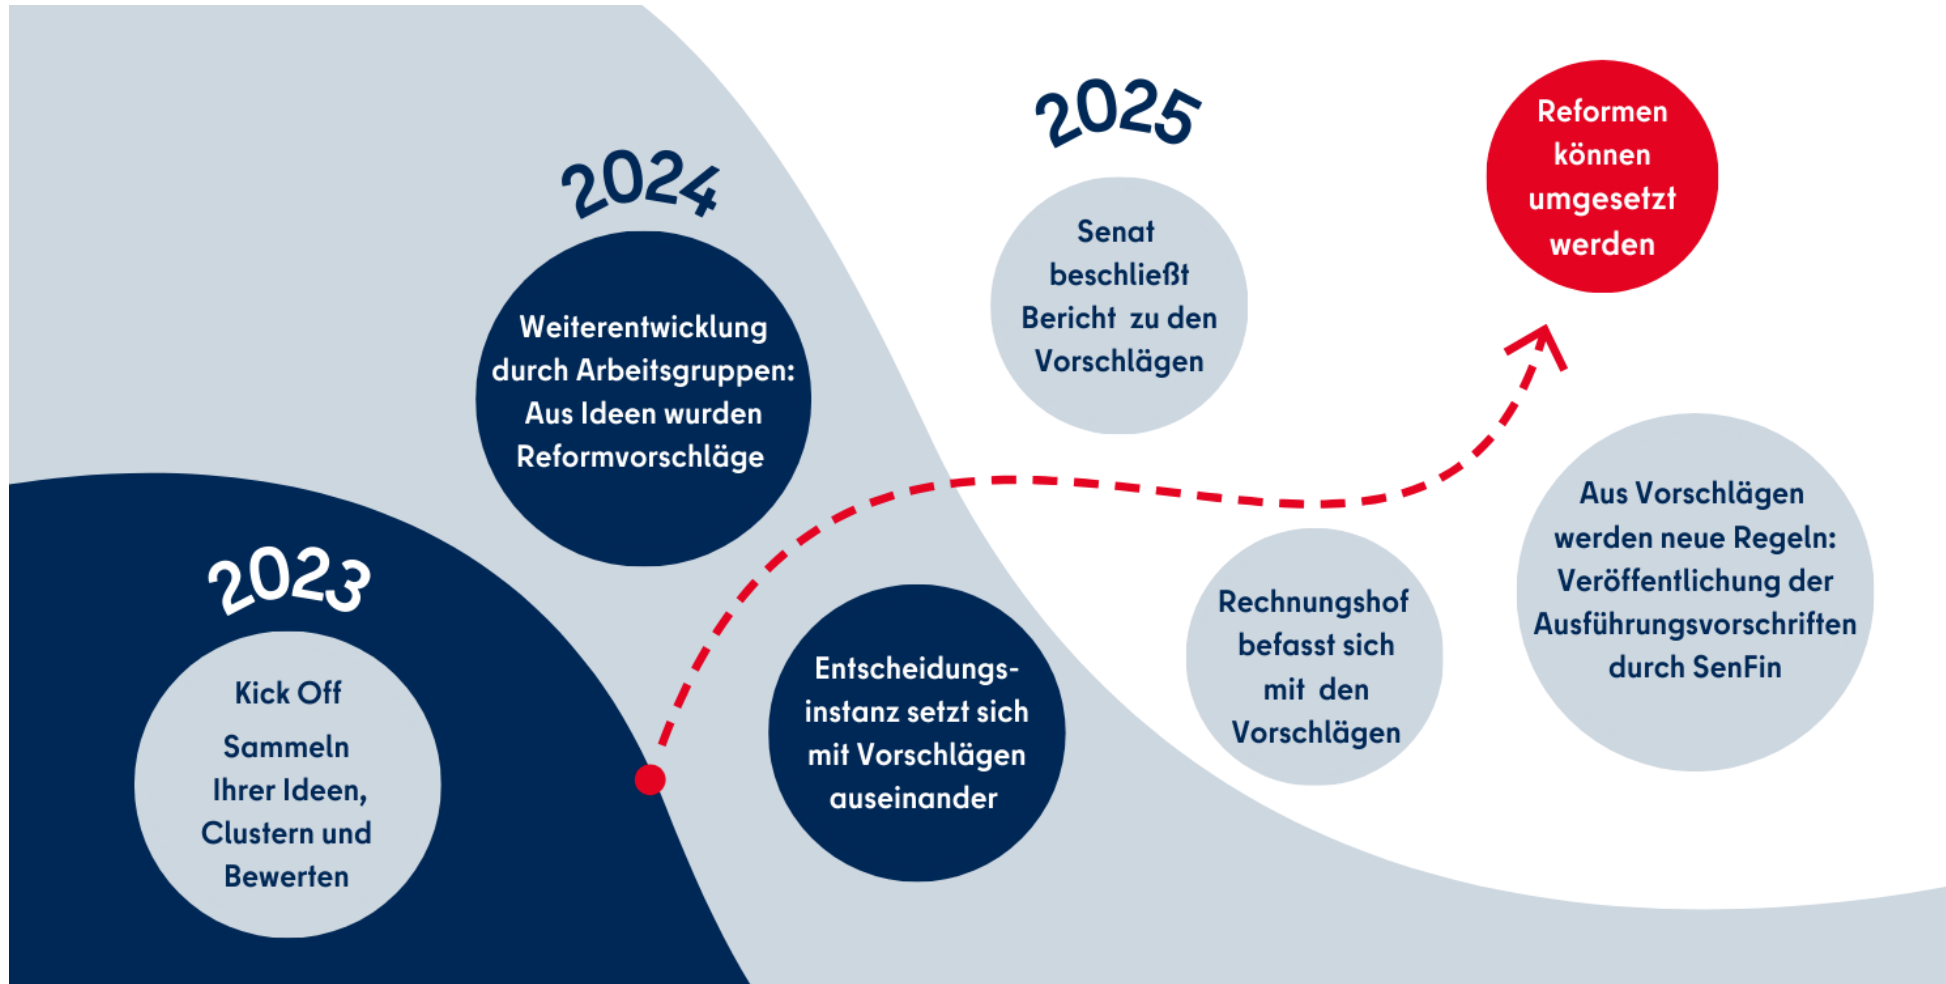 2023
Kick Off
Sammeln
Ihrer Ideen,
Clustern und
Bewerten
2024
Weiterentwicklung
durch Arbeitsgruppen:
Aus Ideen wurden
Reformvorschläge
Entscheidungs-
instanz setzt sich
mit Vorschlägen
auseinander
2025
Senat
beschließt
Bericht zu den
Vorschlägen
Rechnungshof
befasst sich
mit den
Vorschlägen
Aus Vorschlägen
werden neue Regeln:
Veröffentlichung der
Ausführungsvorschriften
durch SenFin
Reformen
können
umgesetzt
werden